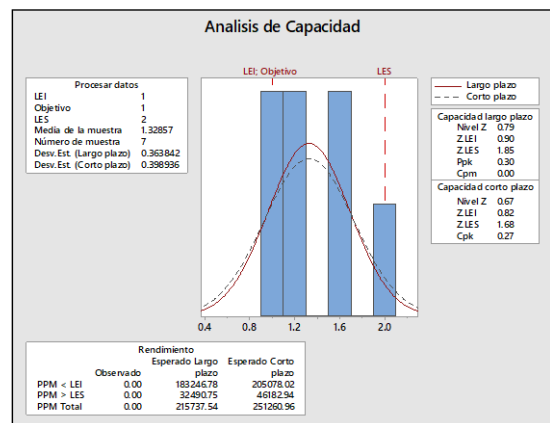 Analisis de Capacidad
LEI; Objetivo LES
Procesar datos
LEI 1
Objetivo 1
LES 2
Media de la muestra 1.32857
Número de muestra 7
Desv.Est. (Largo plazo) 0.363842
Desv.Est. (Corto plazo) 0.398936
Largo plazo
Corto plazo
Capacidad largo plazo
Nivel Z 0.79
Z.LEI 0.90
Z.LES 1.85
Ppk 0.30
Cpm 0.00
Capacidad corto plazo
Nivel Z 0.67
Z.LEI 0.82
Z.LES 1.68
Cpk 0.27
0.4 0.8 1.2 1.6 2.0
Rendimiento
Esperado Largo Esperado Corto
Observado plazo plazo
PPM < LEI 0.00 183246.78 205078.02
PPM > LES 0.00 32490.75 46182.94
PPM Total 0.00 215737.54 251260.96